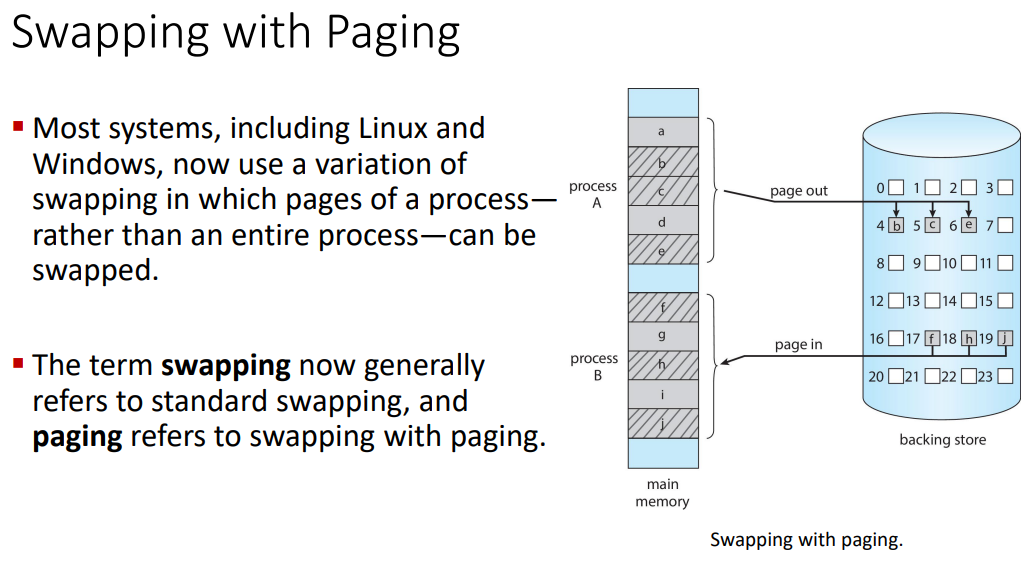 Swapping with Paging
▪ Most systems, including Linux and
Windows, now use a variation of
swapping in which pages of a process—
rather than an entire process—can be
swapped.
▪ The term swapping now generally
refers to standard swapping, and
paging refers to swapping with paging.
process
A
a
b
c
d
e
process
B
f
g
h
i
j
main
memory
page out
page in
0 1 2 3
4 b 5 c 6 e 7
8 9 10 11
12 13 14 15
16 17 f 18 h 19 j
20 21 22 23
backing store
Swapping with paging.